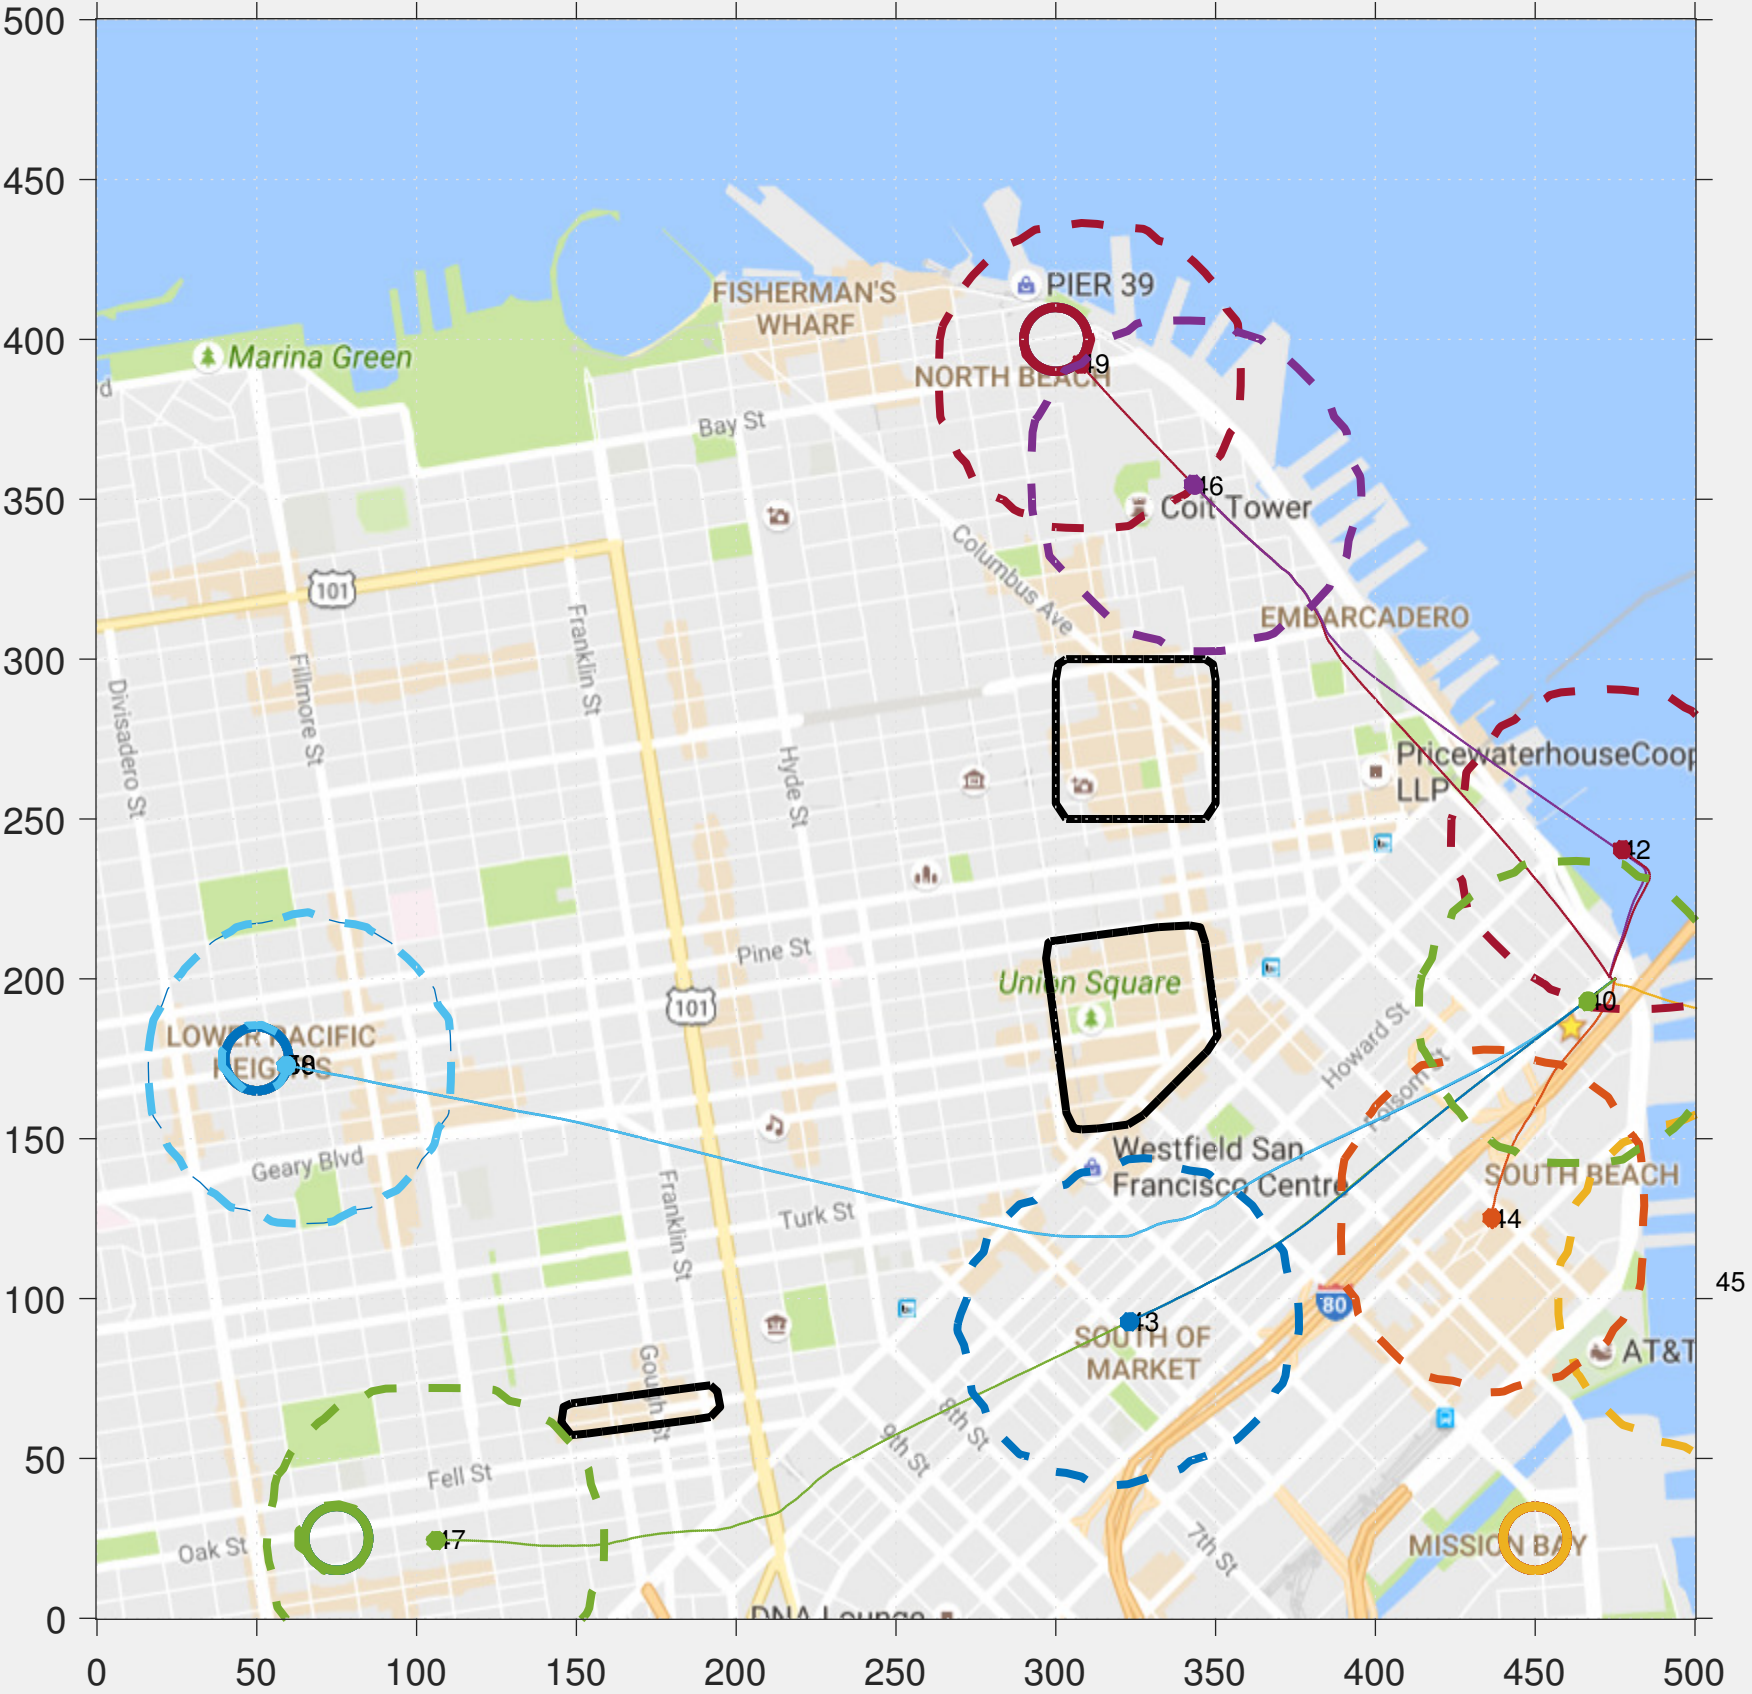 500
450
400
350
300
250
200
150
100
50
0
0
50
100
150
200
250
300
350
400
450
500
PIER 39
FISHERMAN'S
WHARF
Marina Green
d
49
NORTH BEACH
Bay St
46
Coit Tower
Columbus Ave
101
Franklin St
EMBARCADERO
Fillmore St
Divisadero St
PricewaterhouseCoop
LLP
Hyde St
42
Pine St
Union Square
101
40
LOWER PACIFIC
HEIGHTS
Howard St
Folsom St
Geary Blvd
Westfield San
Francisco Centre
SOUTH BEACH
Franklin St
Turk St
44
45
80
43
SOUTH OF
MARKET
AT&T
Gough St
8th St
9th St
Fell St
47
Oak St
7th St
MISSION BAY
DNA Lounge